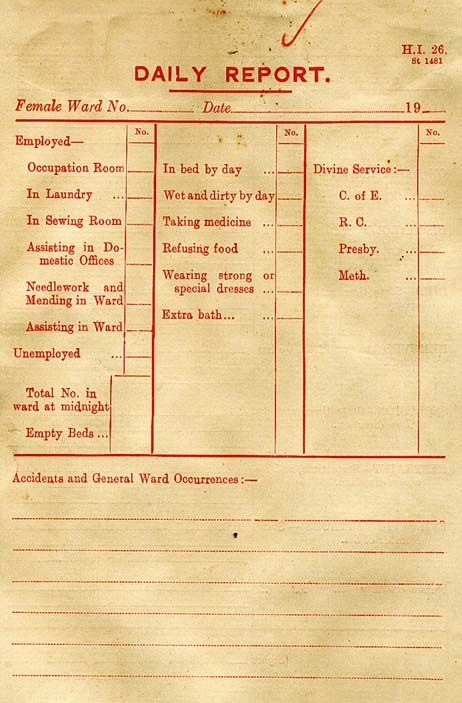 H.I. 26.
St 1481
DAILY REPORT.
Female Ward No. Date 19
No.
Employed—
Occupation Room
In Laundry ...
In Sewing Room
Assisting in Do-
mestic Offices
Needlework and
Mending in Ward
Assisting in Ward
Unemployed ...
Total No. in
ward at midnight
Empty Beds ...
No.
In bed by day ...
Wet and dirty by day
Taking medicine ...
Refusing food ...
Wearing strong or
special dresses ...
Extra bath... ...
No.
Divine Service:—
C. of E. ...
R. C. ...
Presby. ...
Meth. ...
Accidents and General Ward Occurrences:—